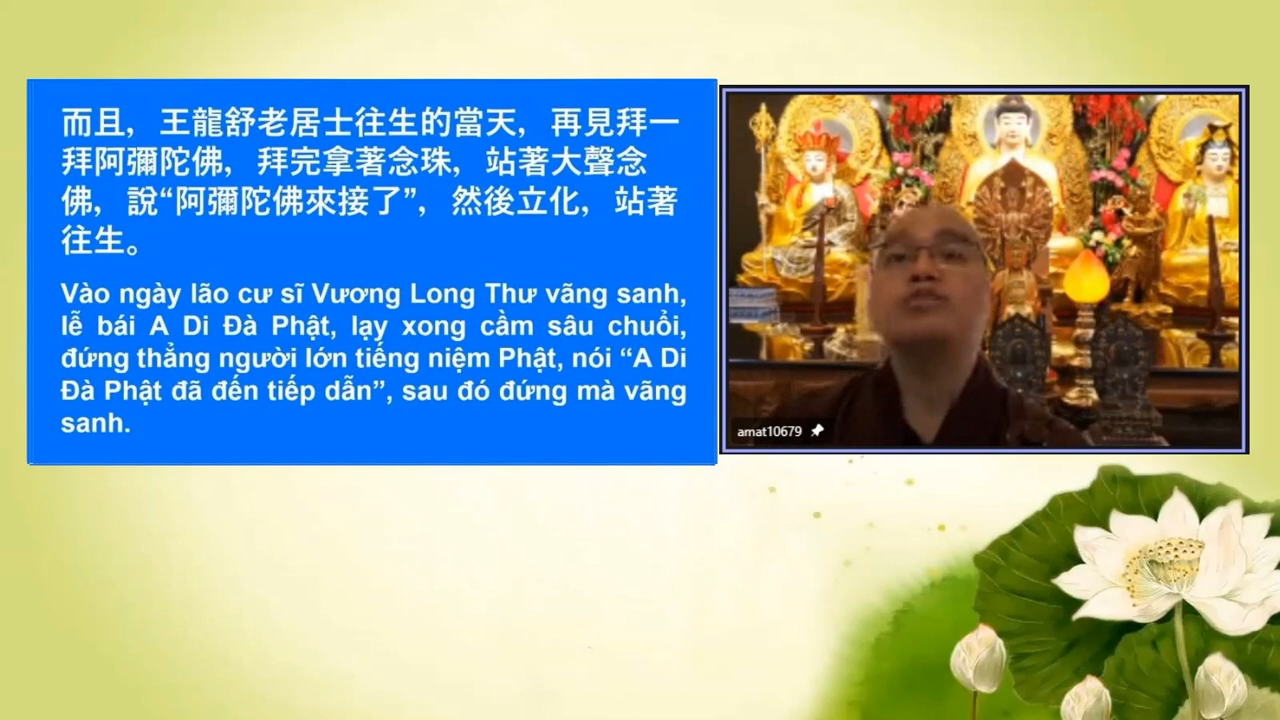 而且，王龍舒老居士往生的當天，再見拜一
拜阿彌陀佛，拜完拿著念珠，站著大聲念
佛，說“阿彌陀佛來接了”，然後立化，站著
往生。
Vào ngày lão cư sĩ Vương Long Thư vãng sanh,
lễ bái A Di Đà Phật, lạy xong cầm sâu chuổi,
đứng thẳng người lớn tiếng niệm Phật, nói “A Di
Đà Phật đã đến tiếp dẫn”, sau đó đứng mà vãng
sanh.
amat10679